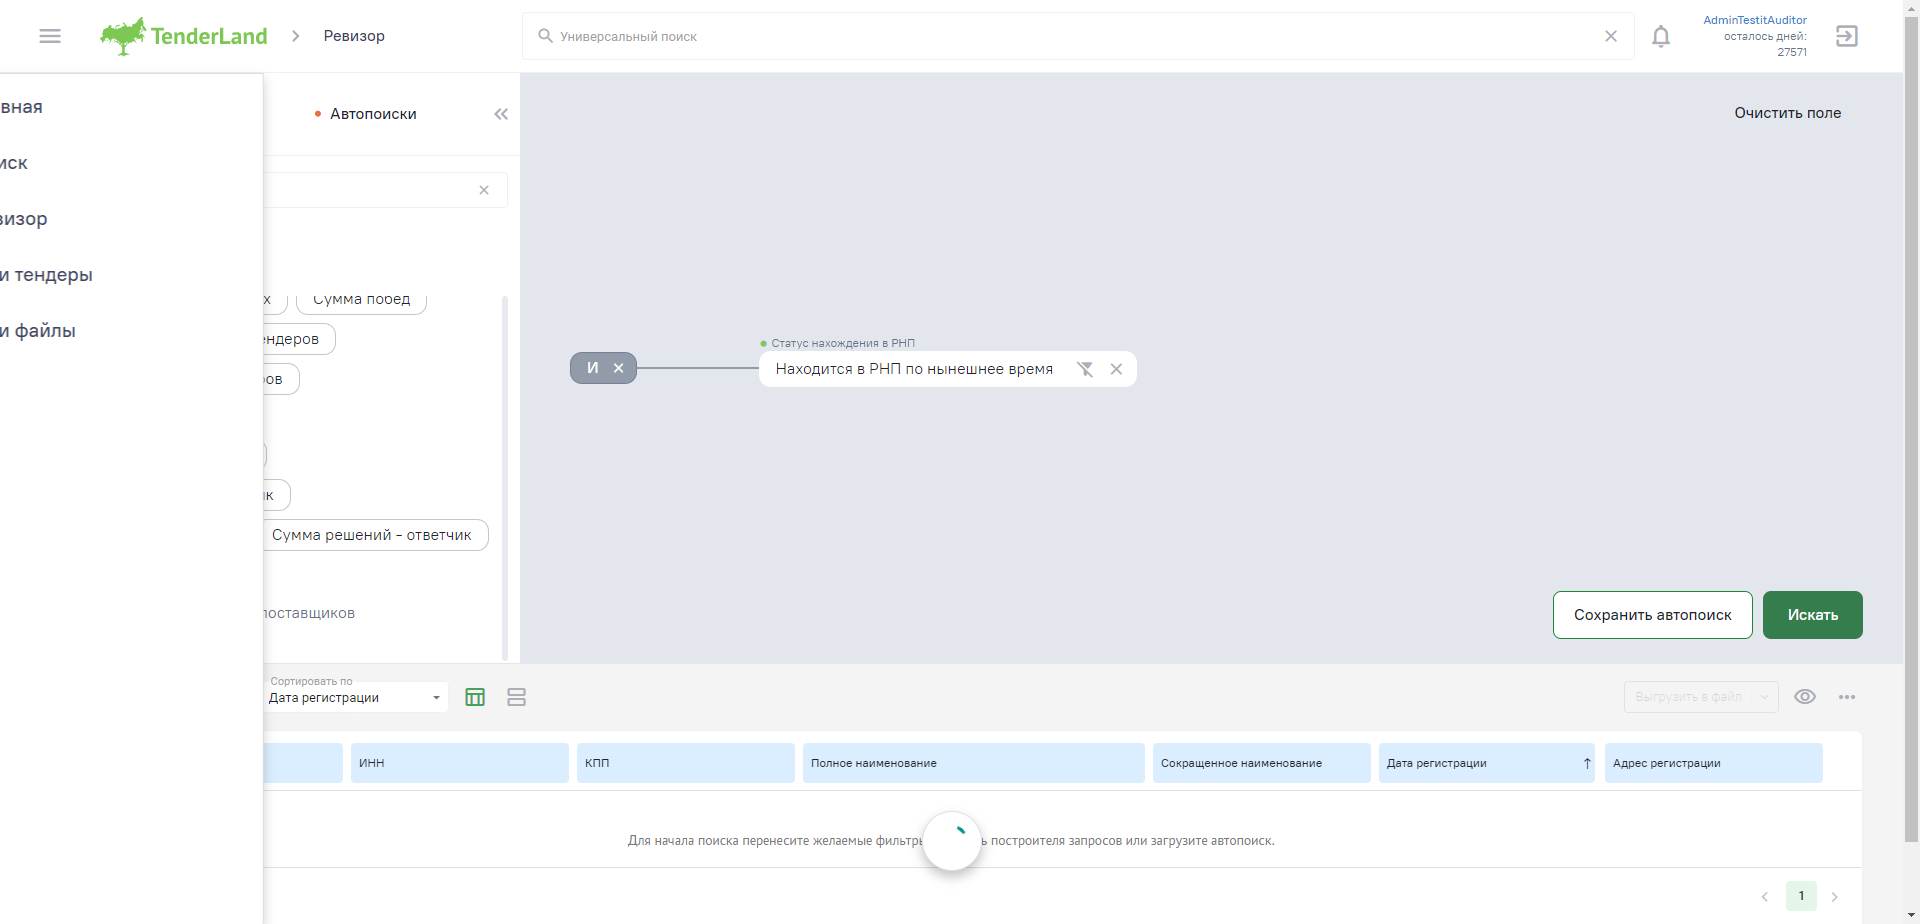 TenderLand
Ревизор
Универсальный поиск
AdminTestitAuditor
осталось дней:
27571
вная
иск
визор
и тендеры
и файлы
Автопоиски
Очистить поле
х
Сумма побед
ендеров
ов
ик
Сумма решений - ответчик
поставщиков
Статус нахождения в РНП
И
Находится в РНП по нынешнее время
Сохранить автопоиск
Искать
Сортировать по
Дата регистрации
Выгрузить в файл
ИНН
КПП
Полное наименование
Сокращенное наименование
Дата регистрации
Адрес регистрации
Для начала поиска перенесите желаемые фильтры построителя запросов или загрузите автопоиск.
1